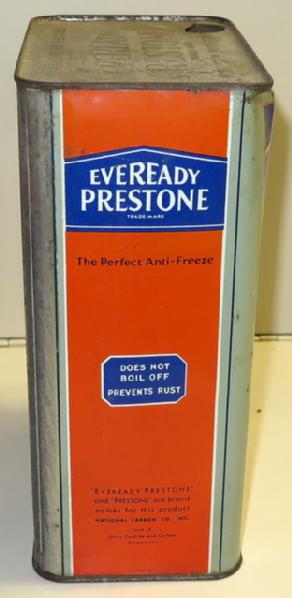 EVEREADY
PRESTONE
TRADE MARK
The Perfect Anti-Freeze
DOES NOT
BOIL OFF
PREVENTS RUST
"EVEREADY PRESTONE"
and "PRESTONE" are brand
names for this product
NATIONAL CARBON CO., INC.
Unit of
Union Carbide and Carbon
Corporation